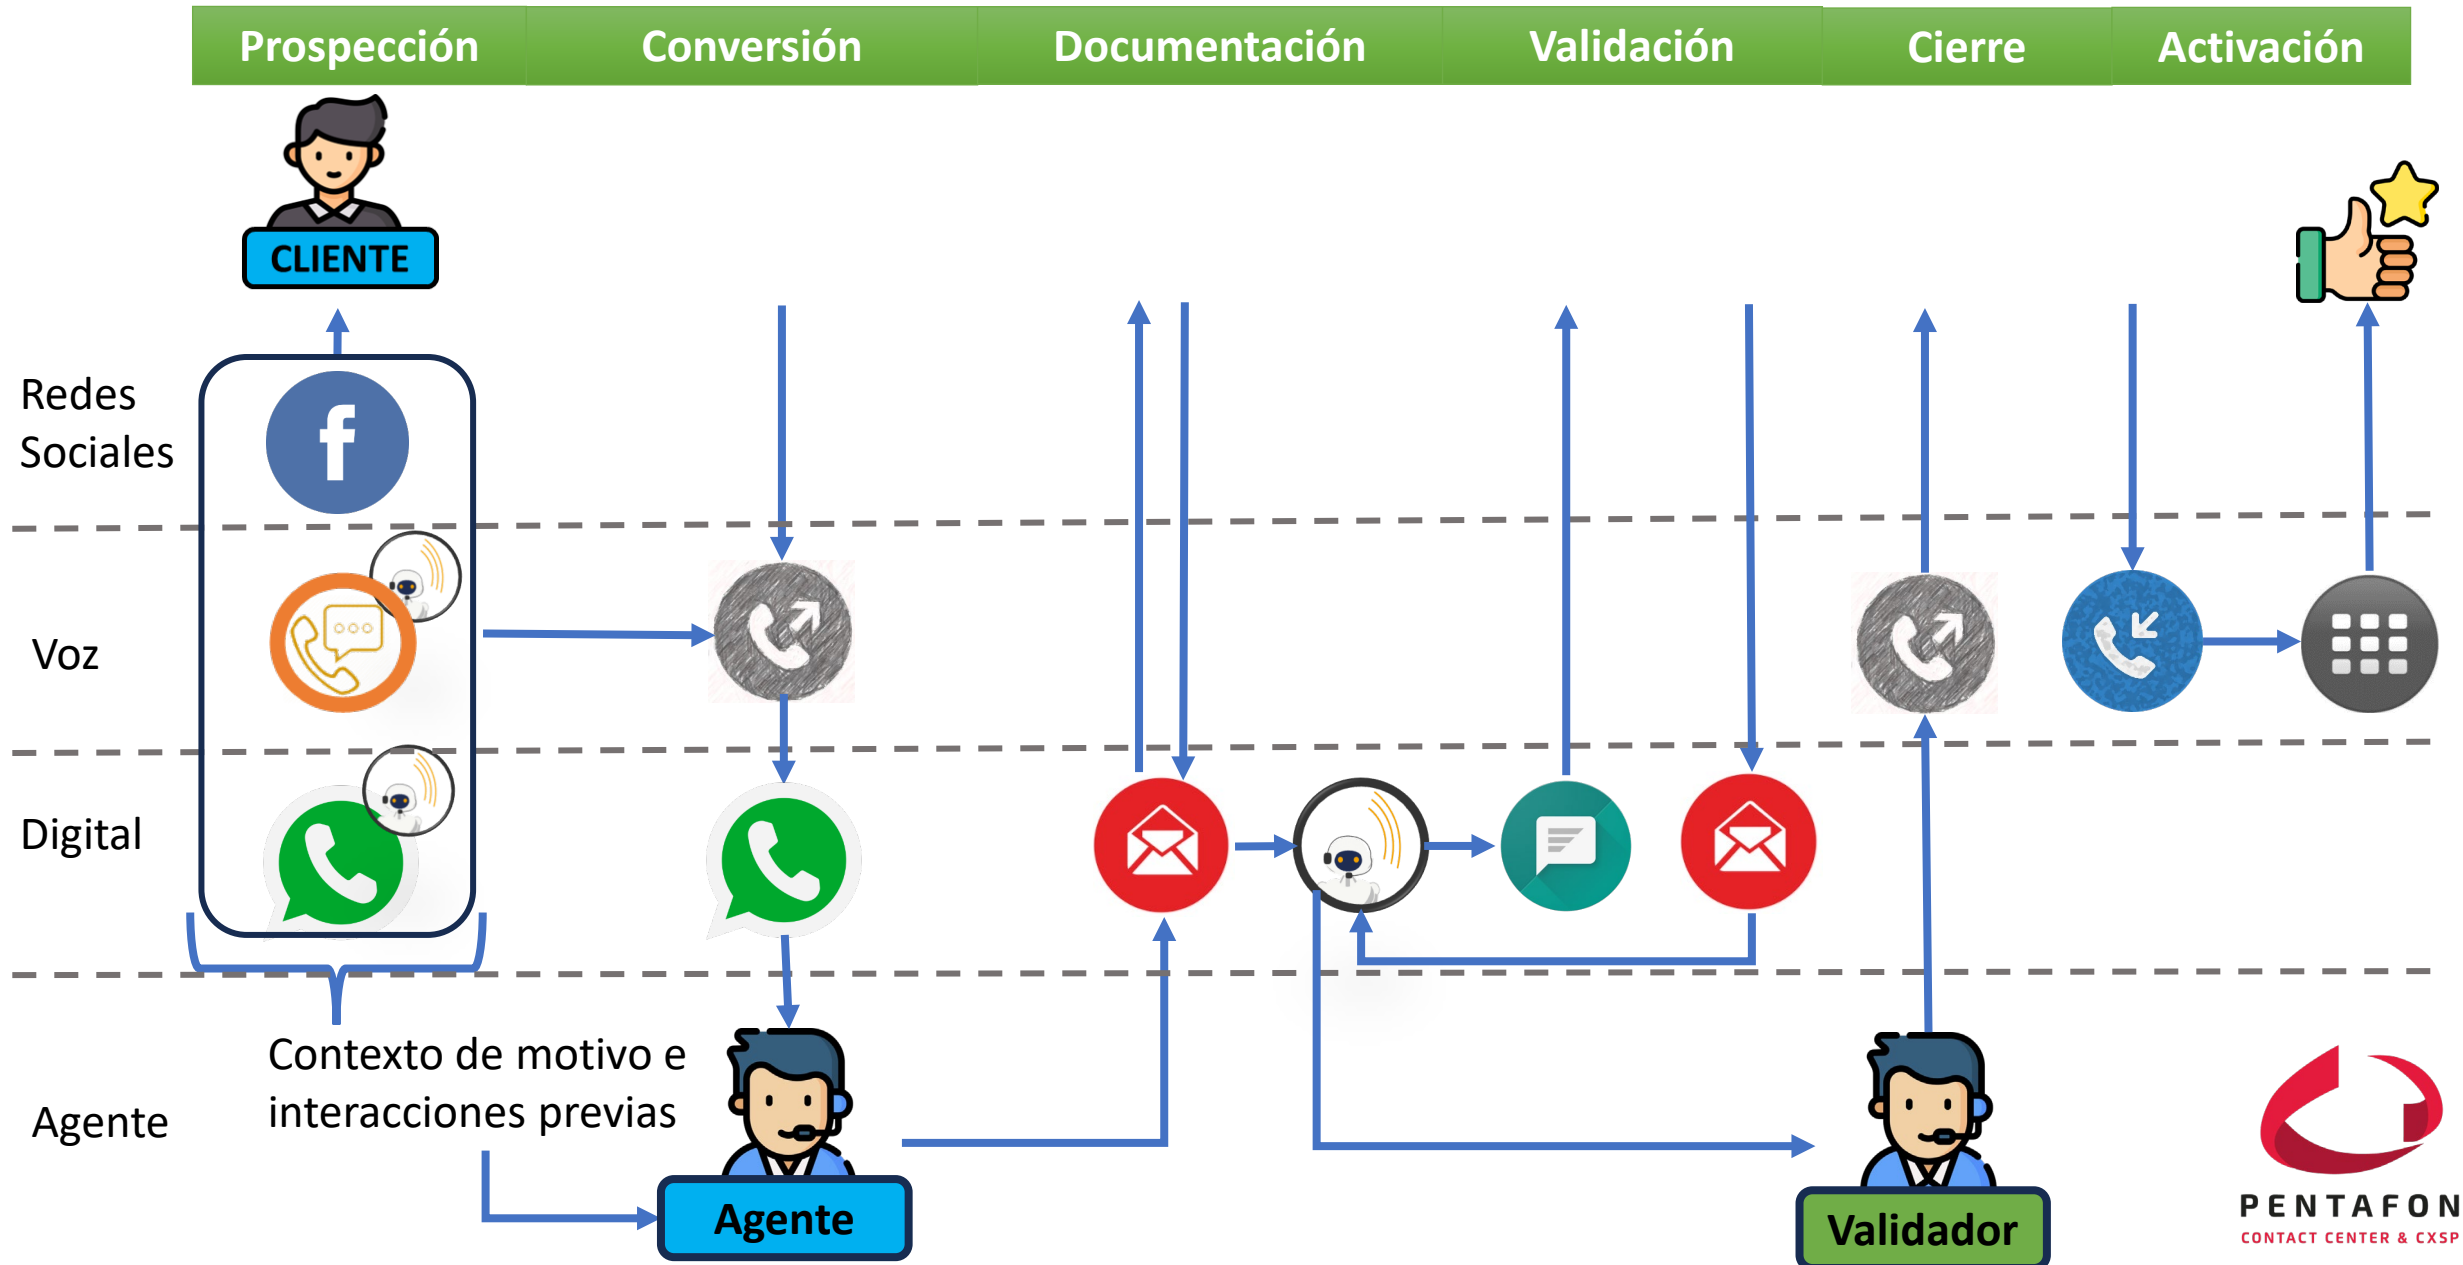 Prospección
Conversión
Documentación
Validación
Cierre
Activación
CLIENTE
Redes
Sociales
Voz
Digital
Agente
Contexto de motivo e
interacciones previas
Agente
Validador
PENTAFON
CONTACT CENTER & CXSP